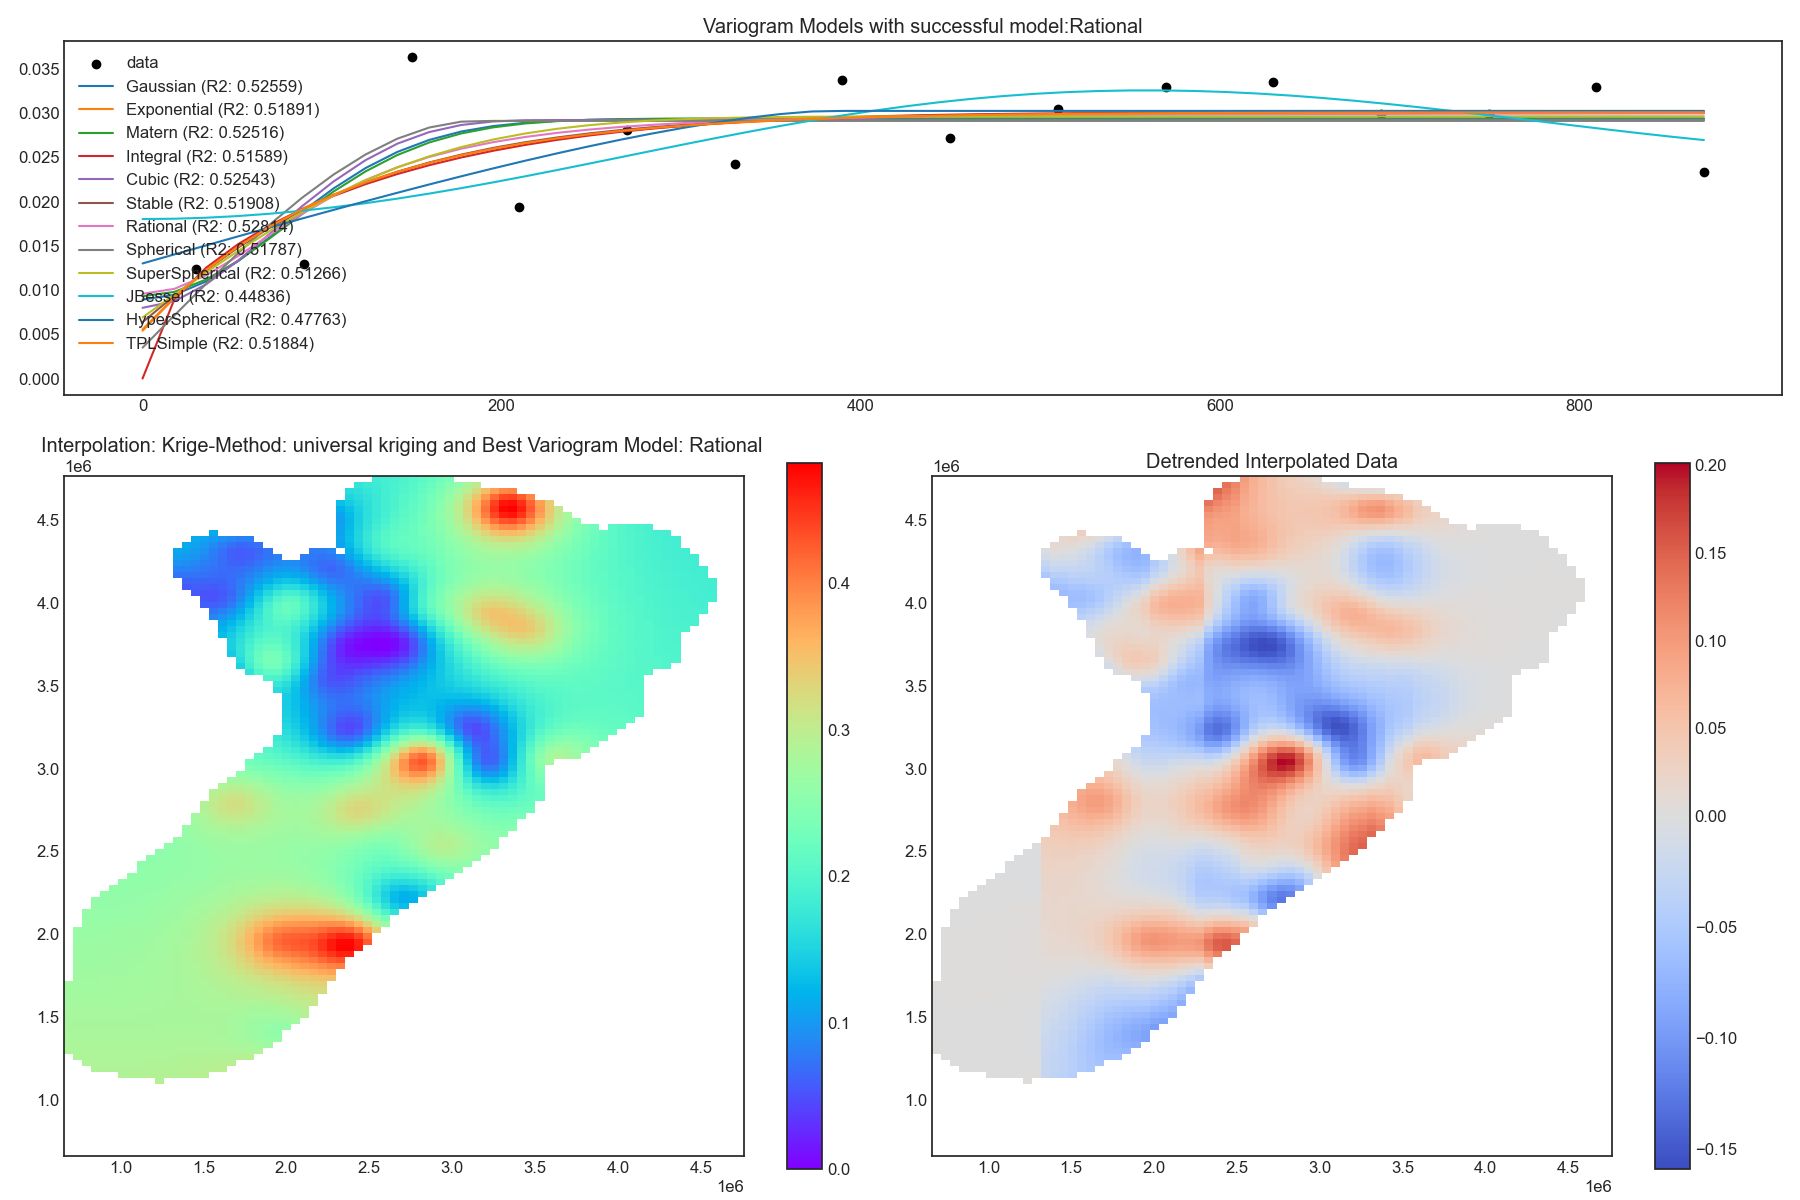 Variogram Models with successful model:Rational
0.035
0.030
0.025
0.020
0.015
0.010
0.005
0.000
data
Gaussian (R2: 0.52559)
Exponential (R2: 0.51891)
Matern (R2: 0.52516)
Integral (R2: 0.51589)
Cubic (R2: 0.52543)
Stable (R2: 0.51908)
Rational (R2: 0.52814)
Spherical (R2: 0.51787)
SuperSpherical (R2: 0.51266)
JBessel (R2: 0.44836)
HyperSpherical (R2: 0.47763)
TPLSimple (R2: 0.51884)
0 200 400 600 800
Interpolation: Krige-Method: universal kriging and Best Variogram Model: Rational
1e6
4.5
4.0
3.5
3.0
2.5
2.0
1.5
1.0
1.0 1.5 2.0 2.5 3.0 3.5 4.0 4.5
1e6
0.4
0.3
0.2
0.1
0.0
Detrended Interpolated Data
1e6
4.5
4.0
3.5
3.0
2.5
2.0
1.5
1.0
1.0 1.5 2.0 2.5 3.0 3.5 4.0 4.5
1e6
0.20
0.15
0.10
0.05
0.00
−0.05
−0.10
−0.15